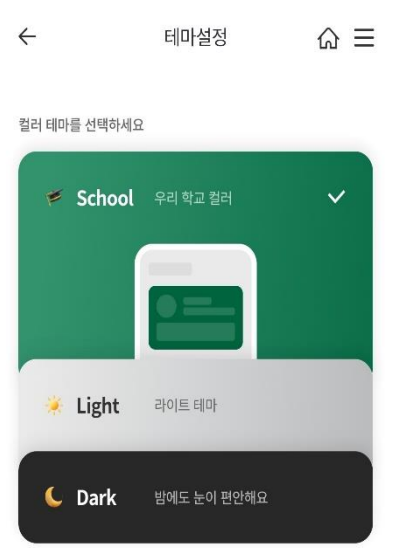 테마설정
컬러 테마를 선택하세요
School 우리 학교 컬러
Light 라이트 테마
Dark 밤에도 눈이 편안해요